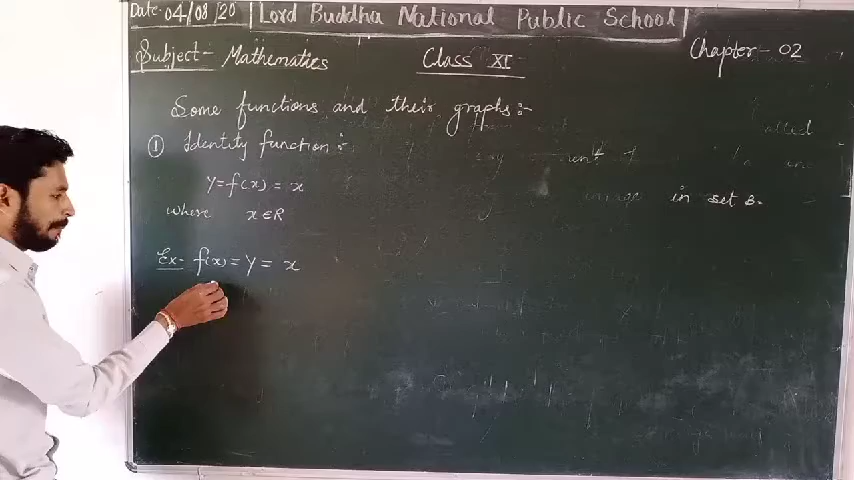 Date- 04/08/20 Lord Buddha National Public School
Subject:- Mathematics Class XI Chapter - 02
Some functions and their graphs:-
① Identity function :-
y=f(x) = x
where x∈R
Ex- f(x) = y = x
in set B.